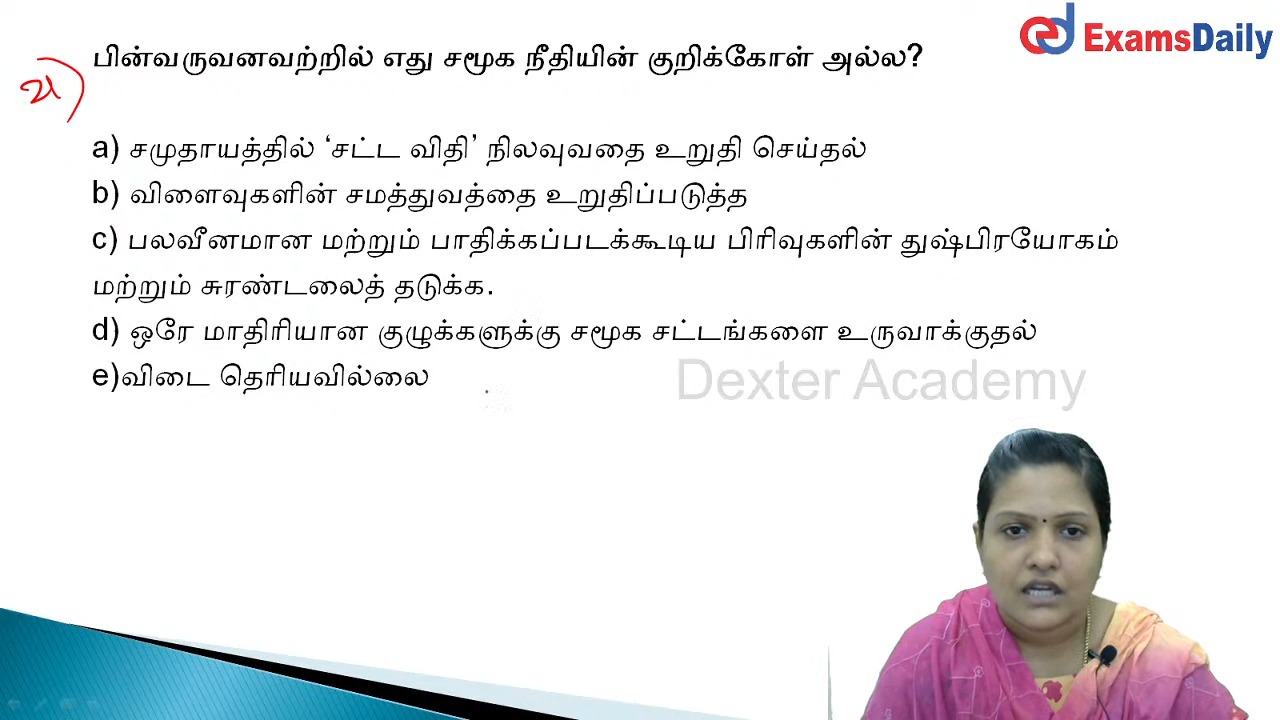 ExamsDaily
பின்வருவனவற்றில் எது சமூக நீதியின் குறிக்கோள் அல்ல?
21)
a) சமுதாயத்தில் ‘சட்ட விதி’ நிலவுவதை உறுதி செய்தல்
b) விளைவுகளின் சமத்துவத்தை உறுதிப்படுத்த
c) பலவீனமான மற்றும் பாதிக்கப்படக்கூடிய பிரிவுகளின் துஷ்பிரயோகம்
மற்றும் சுரண்டலைத் தடுக்க.
d) ஒரே மாதிரியான குழுக்களுக்கு சமூக சட்டங்களை உருவாக்குதல்
e)விடை தெரியவில்லை
Dexter Academy